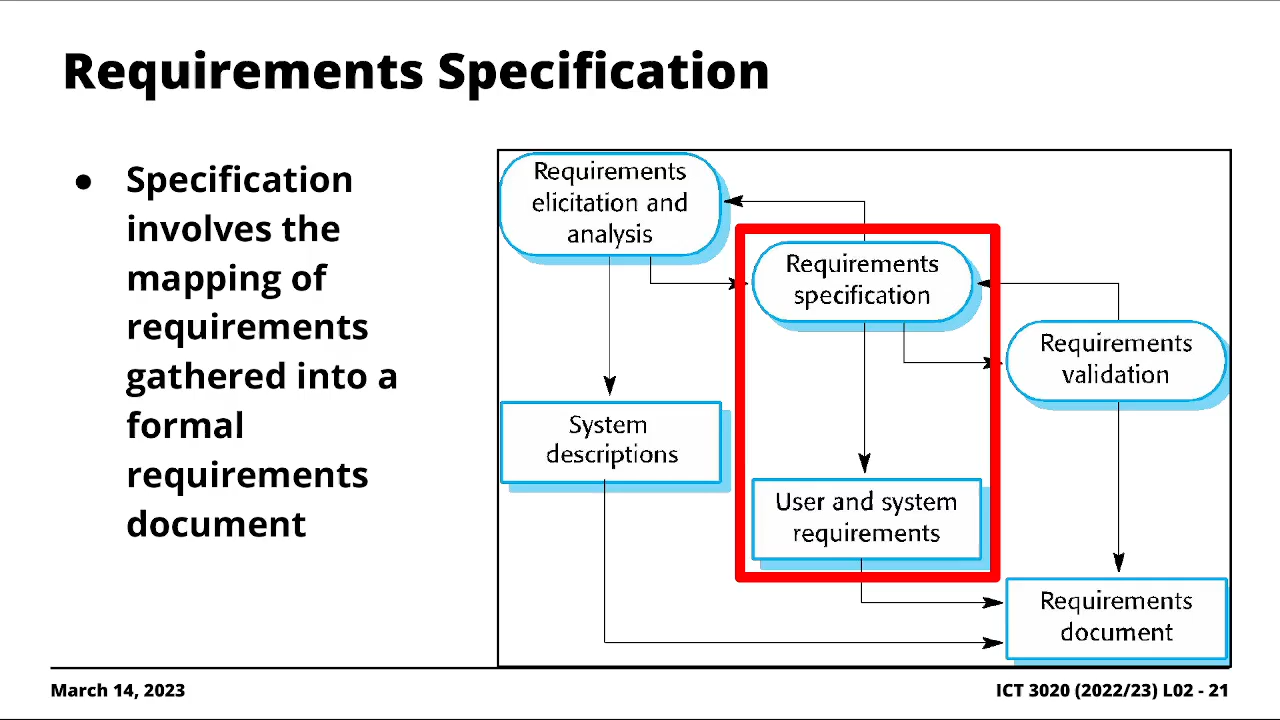 Requirements Specification
● Specification
involves the
mapping of
requirements
gathered into a
formal
requirements
document
Requirements
elicitation and
analysis
Requirements
specification
Requirements
validation
System
descriptions
User and system
requirements
Requirements
document
March 14, 2023
ICT 3020 (2022/23) L02 - 21